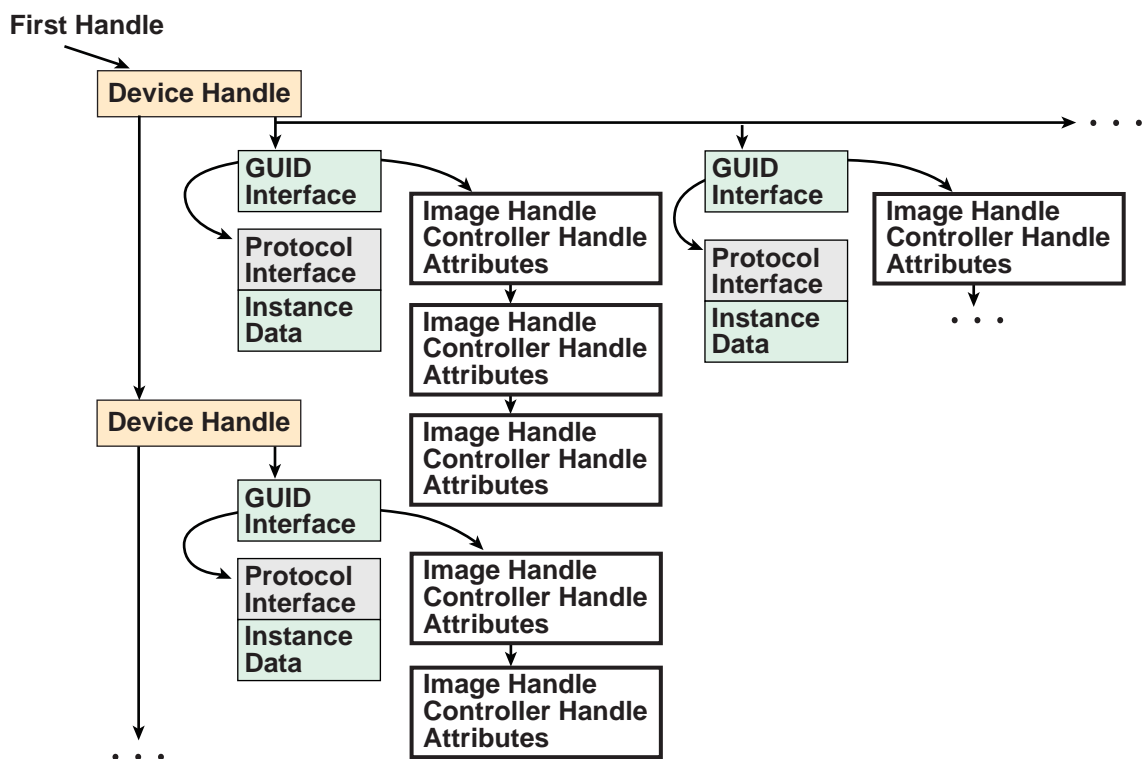 First Handle
Device Handle
. . .
GUID
Interface
Protocol
Interface
Instance
Data
Image Handle
Controller Handle
Attributes
Image Handle
Controller Handle
Attributes
Image Handle
Controller Handle
Attributes
GUID
Interface
Protocol
Interface
Instance
Data
Image Handle
Controller Handle
Attributes
. . .
Device Handle
GUID
Interface
Protocol
Interface
Instance
Data
Image Handle
Controller Handle
Attributes
Image Handle
Controller Handle
Attributes
. . .